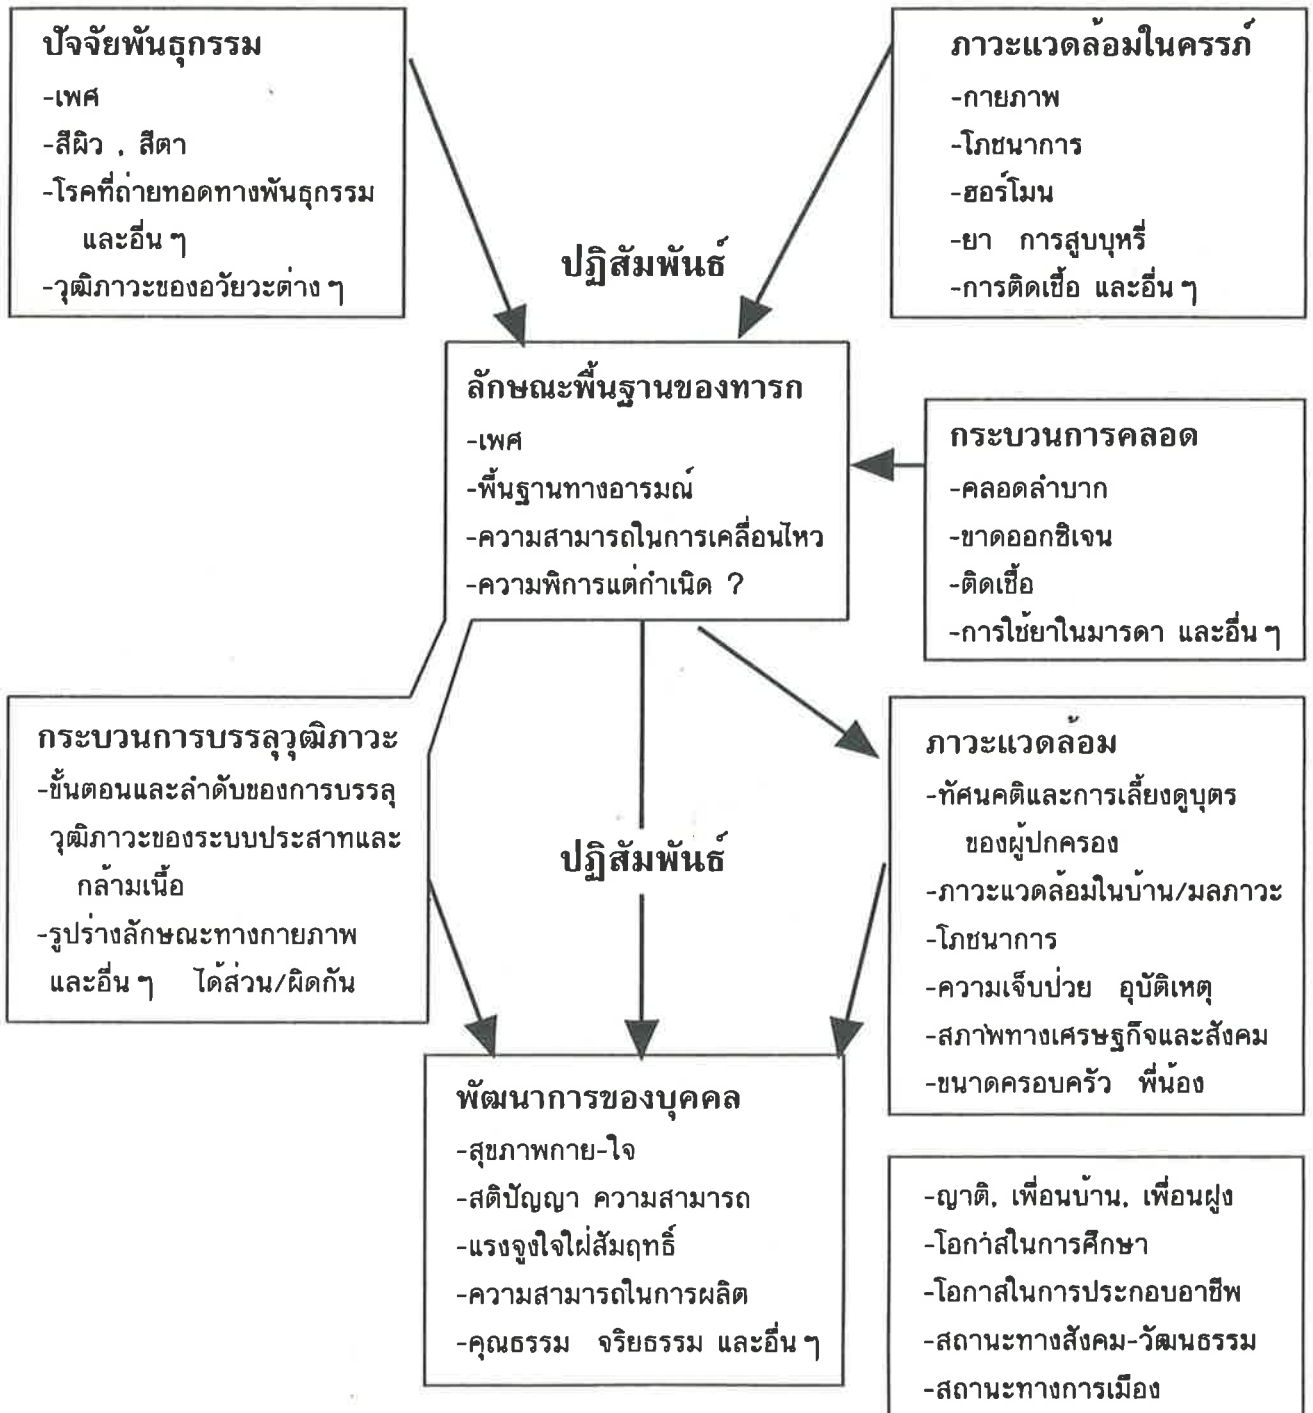 ปัจจัยพันธุกรรม
-เพศ
-สีผิว , สีตา
-โรคที่ถ่ายทอดทางพันธุกรรม
และอื่น ๆ
-วุฒิภาวะของอวัยวะต่าง ๆ
ภาวะแวดล้อมในครรภ์
-กายภาพ
-โภชนาการ
-ฮอร์โมน
-ยา การสูบบุหรี่
-การติดเชื้อ และอื่น ๆ
ปฏิสัมพันธ์
ลักษณะพื้นฐานของทารก
-เพศ
-พื้นฐานทางอารมณ์
-ความสามารถในการเคลื่อนไหว
-ความพิการแต่กำเนิด ?
กระบวนการคลอด
-คลอดลำบาก
-ขาดออกซิเจน
-ติดเชื้อ
-การใช้ยาในมารดา และอื่น ๆ
กระบวนการบรรลุวุฒิภาวะ
-ขั้นตอนและลำดับของการบรรลุ
วุฒิภาวะของระบบประสาทและ
กล้ามเนื้อ
-รูปร่างลักษณะทางกายภาพ
และอื่น ๆ ได้ส่วน/ผิดกัน
ปฏิสัมพันธ์
ภาวะแวดล้อม
-ทัศนคติและการเลี้ยงดูบุตร
ของผู้ปกครอง
-ภาวะแวดล้อมในบ้าน/มลภาวะ
-โภชนาการ
-ความเจ็บป่วย อุบัติเหตุ
-สภาพทางเศรษฐกิจและสังคม
-ขนาดครอบครัว พี่น้อง
พัฒนาการของบุคคล
-สุขภาพกาย-ใจ
-สติปัญญา ความสามารถ
-แรงจูงใจใฝ่สัมฤทธิ์
-ความสามารถในการผลิต
-คุณธรรม จริยธรรม และอื่น ๆ
-ญาติ, เพื่อนบ้าน, เพื่อนฝูง
-โอกาสในการศึกษา
-โอกาสในการประกอบอาชีพ
-สถานะทางสังคม-วัฒนธรรม
-สถานะทางการเมือง